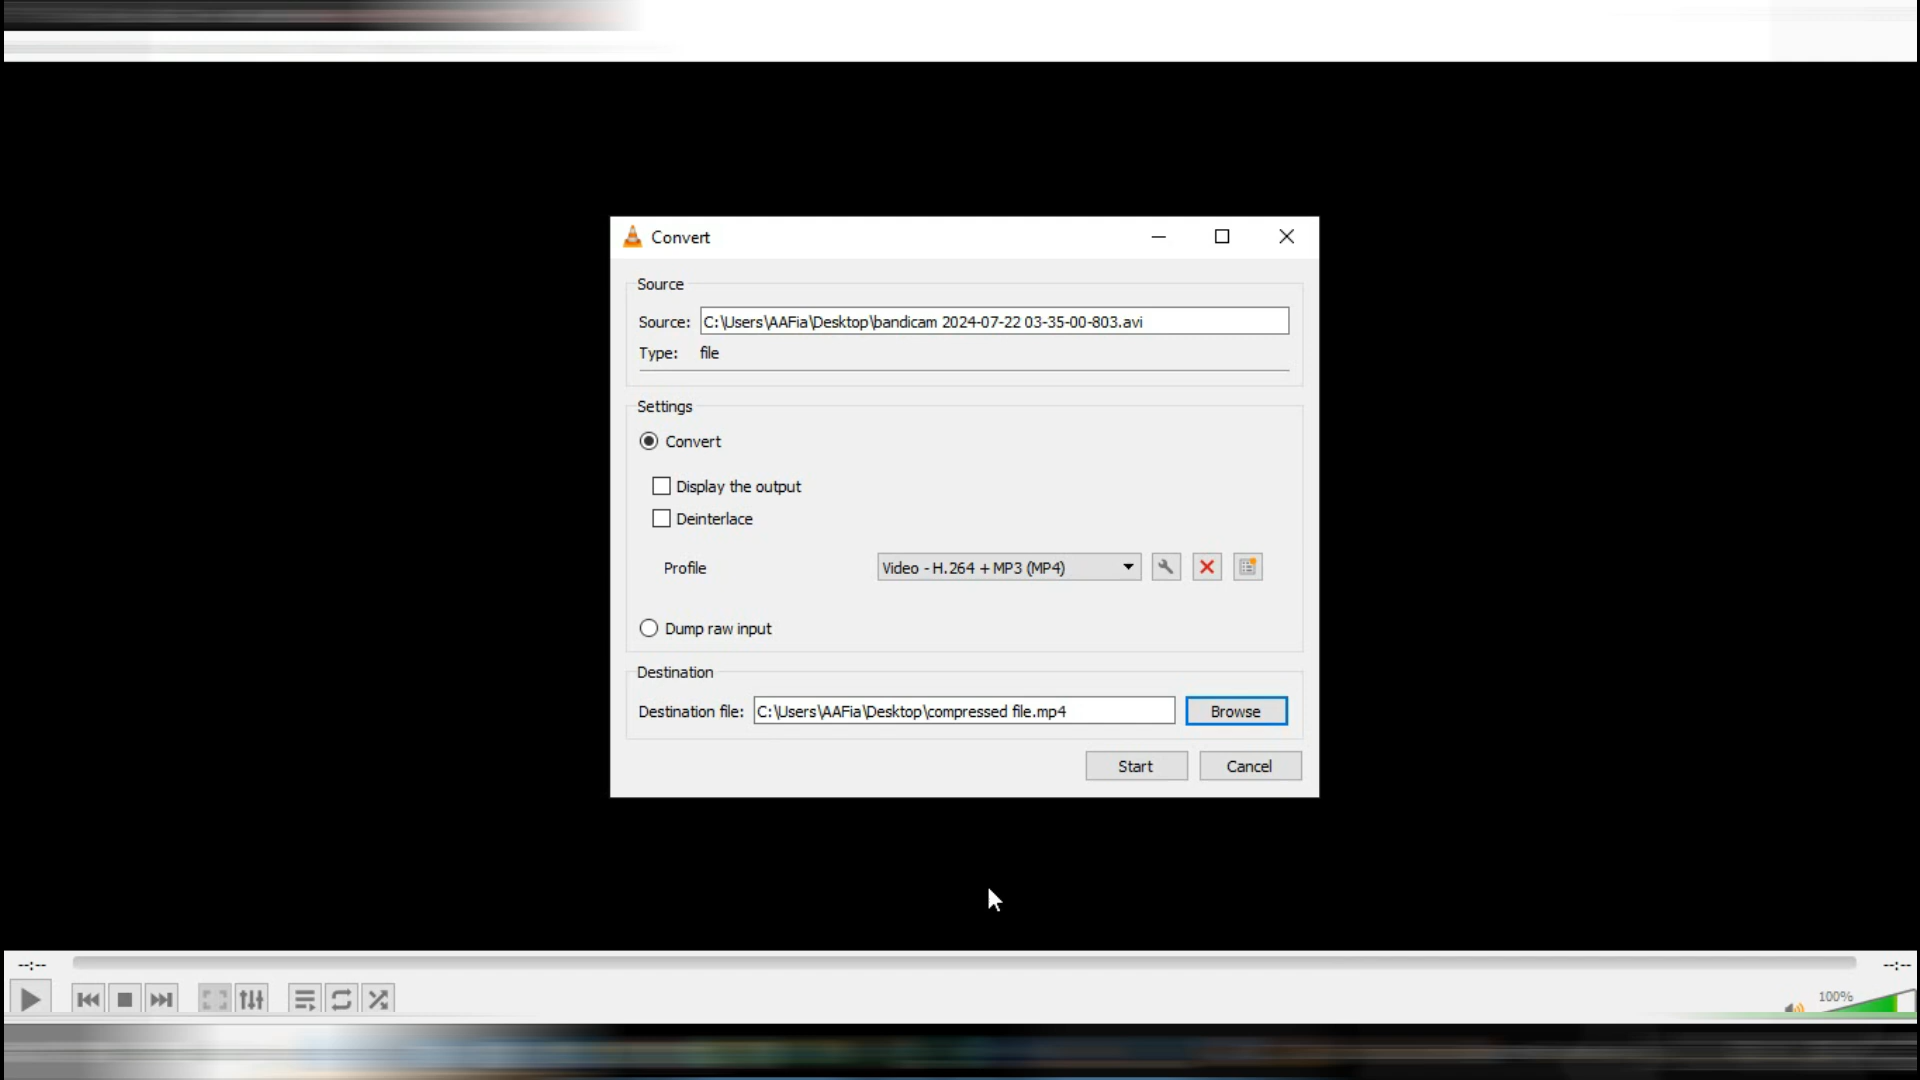 Convert
Source
Source: C:\Users\AAFia\Desktop\bandicam 2024-07-22 03-35-00-803.avi
Type: file
Settings
Convert
Display the output
Deinterlace
Profile Video - H.264 + MP3 (MP4)
Dump raw input
Destination
Destination file: C:\Users\AAFia\Desktop\compressed file.mp4 Browse
Start Cancel
--:-- --:--
100%